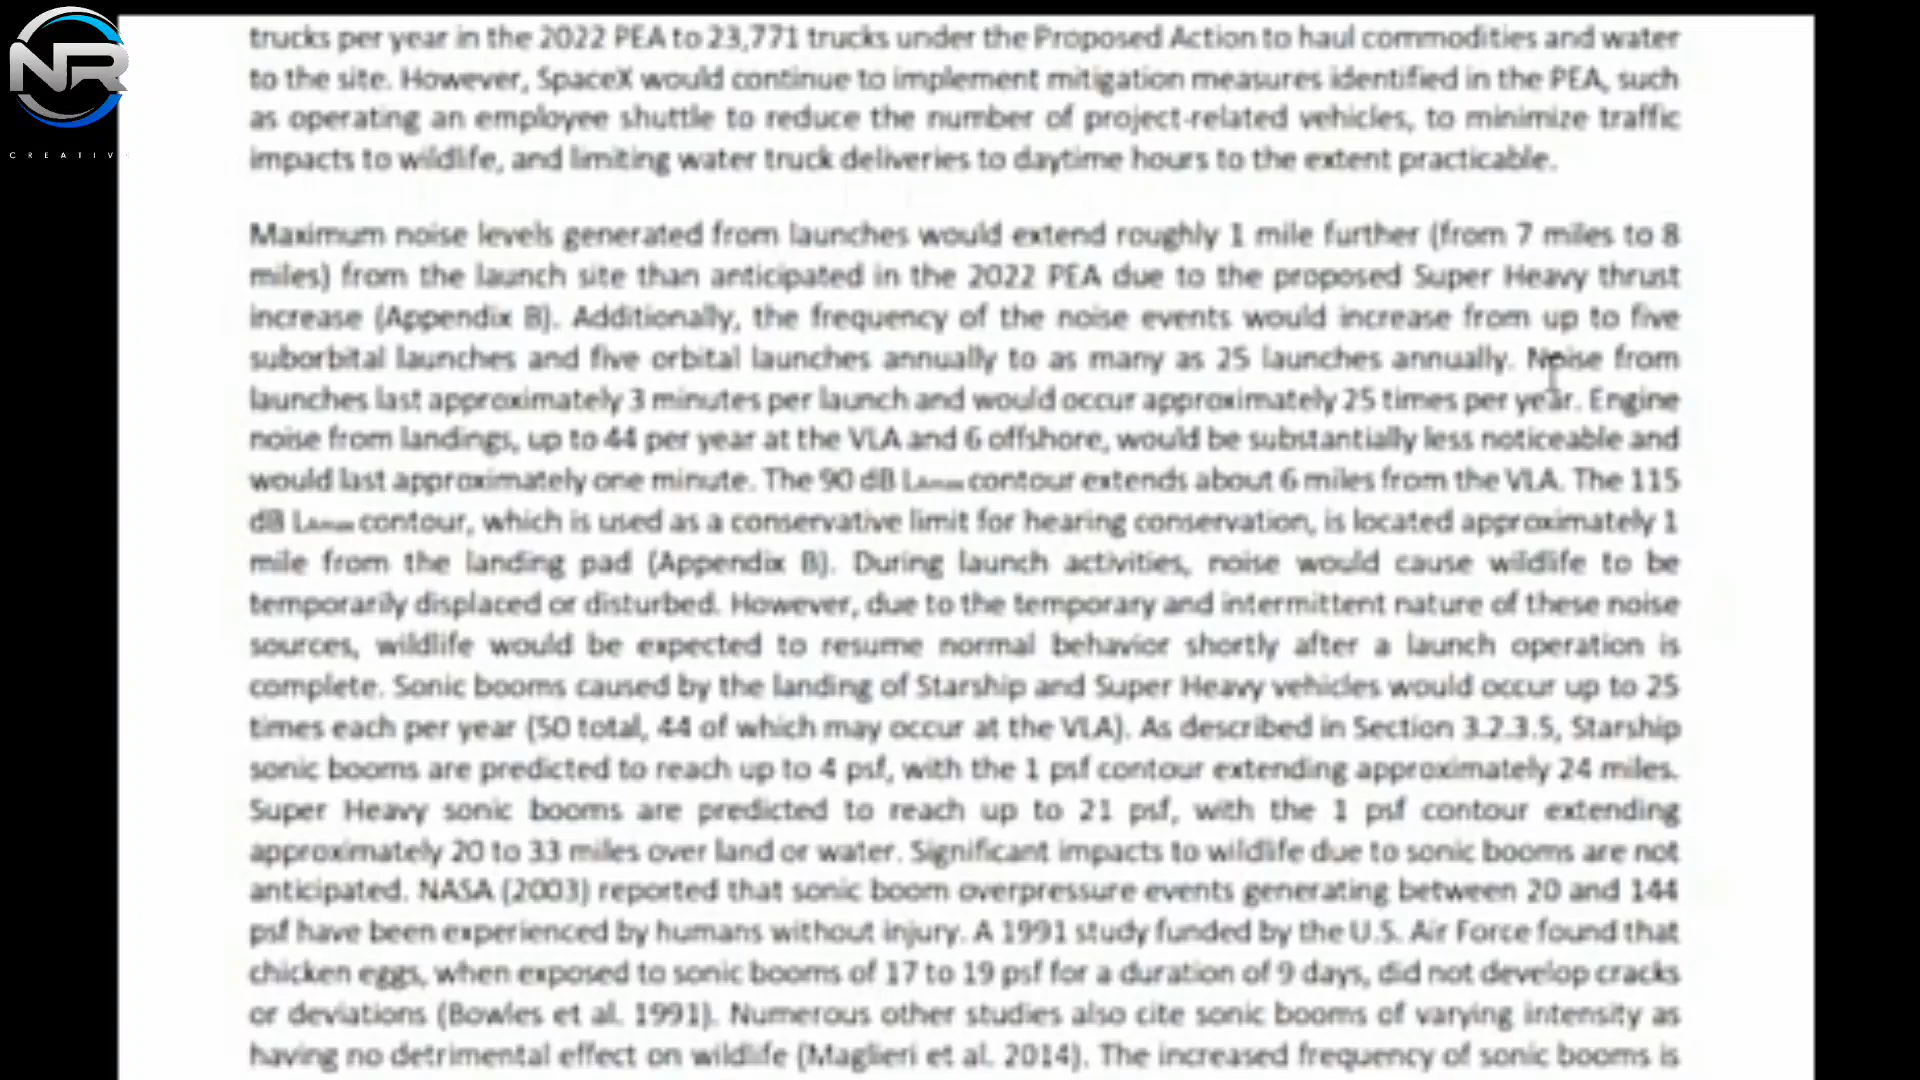 trucks per year in the 2022 PEA to 23,771 trucks under the Proposed Action to haul commodities and water
to the site. However, SpaceX would continue to implement mitigation measures identified in the PEA, such
as operating an employee shuttle to reduce the number of project-related vehicles, to minimize traffic
impacts to wildlife, and limiting water truck deliveries to daytime hours to the extent practicable.
Maximum noise levels generated from launches would extend roughly 1 mile further (from 7 miles to 8
miles) from the launch site than anticipated in the 2022 PEA due to the proposed Super Heavy thrust
increase (Appendix B). Additionally, the frequency of the noise events would increase from up to five
suborbital launches and five orbital launches annually to as many as 25 launches annually. Noise from
launches last approximately 3 minutes per launch and would occur approximately 25 times per year. Engine
noise from landings, up to 44 per year at the VLA and 6 offshore, would be substantially less noticeable and
would last approximately one minute. The 90 dB LAmax contour extends about 6 miles from the VLA. The 115
dB LAmax contour, which is used as a conservative limit for hearing conservation, is located approximately 1
mile from the landing pad (Appendix B). During launch activities, noise would cause wildlife to be
temporarily displaced or disturbed. However, due to the temporary and intermittent nature of these noise
sources, wildlife would be expected to resume normal behavior shortly after a launch operation is
complete. Sonic booms caused by the landing of Starship and Super Heavy vehicles would occur up to 25
times each per year (50 total, 44 of which may occur at the VLA). As described in Section 3.2.3.5, Starship
sonic booms are predicted to reach up to 4 psf, with the 1 psf contour extending approximately 24 miles.
Super Heavy sonic booms are predicted to reach up to 21 psf, with the 1 psf contour extending
approximately 20 to 33 miles over land or water. Significant impacts to wildlife due to sonic booms are not
anticipated. NASA (2003) reported that sonic boom overpressure events generating between 20 and 144
psf have been experienced by humans without injury. A 1991 study funded by the U.S. Air Force found that
chicken eggs, when exposed to sonic booms of 17 to 19 psf for a duration of 9 days, did not develop cracks
or deviations (Bowles et al. 1991). Numerous other studies also cite sonic booms of varying intensity as
having no detrimental effect on wildlife (Maglieri et al. 2014). The increased frequency of sonic booms is
NR
CREATIV